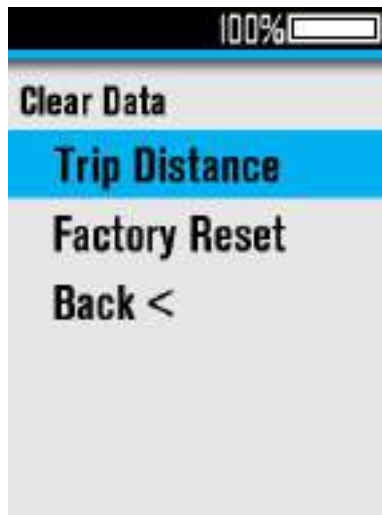 100%
Clear Data
Trip Distance
Factory Reset
Back <